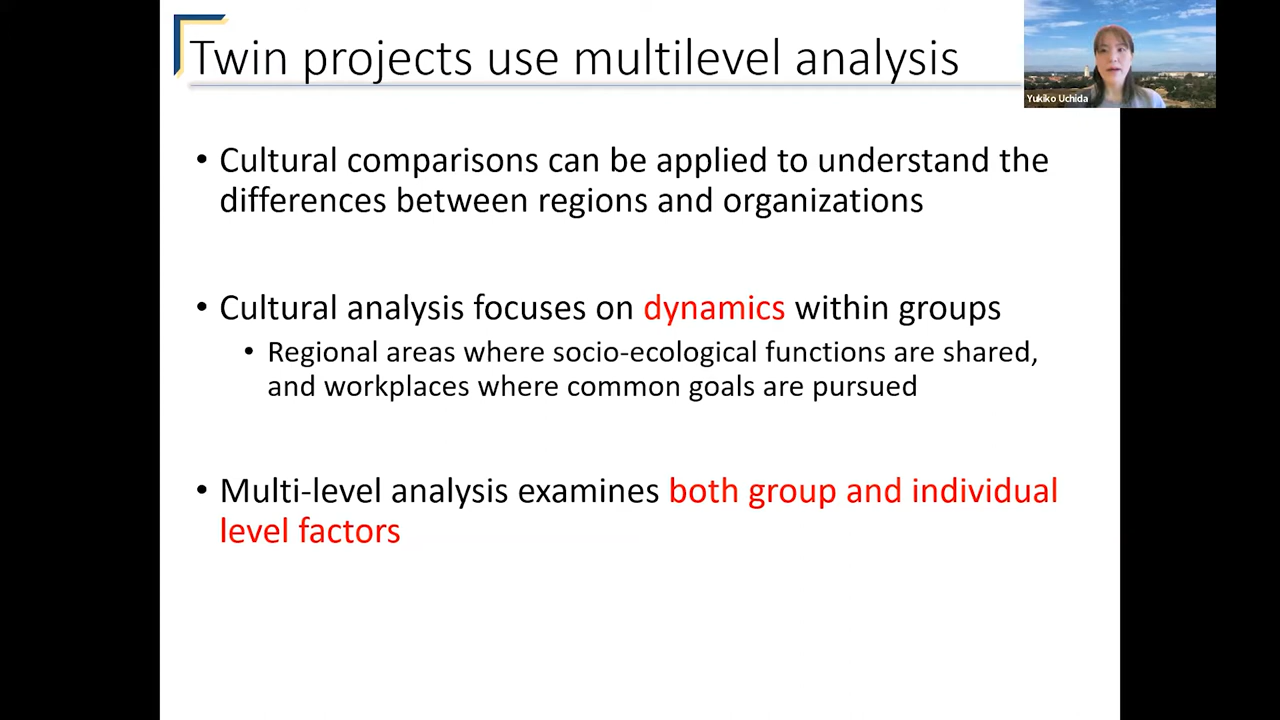 Twin projects use multilevel analysis
Yukiko Uchida
• Cultural comparisons can be applied to understand the
differences between regions and organizations
• Cultural analysis focuses on dynamics within groups
• Regional areas where socio-ecological functions are shared,
and workplaces where common goals are pursued
• Multi-level analysis examines both group and individual
level factors